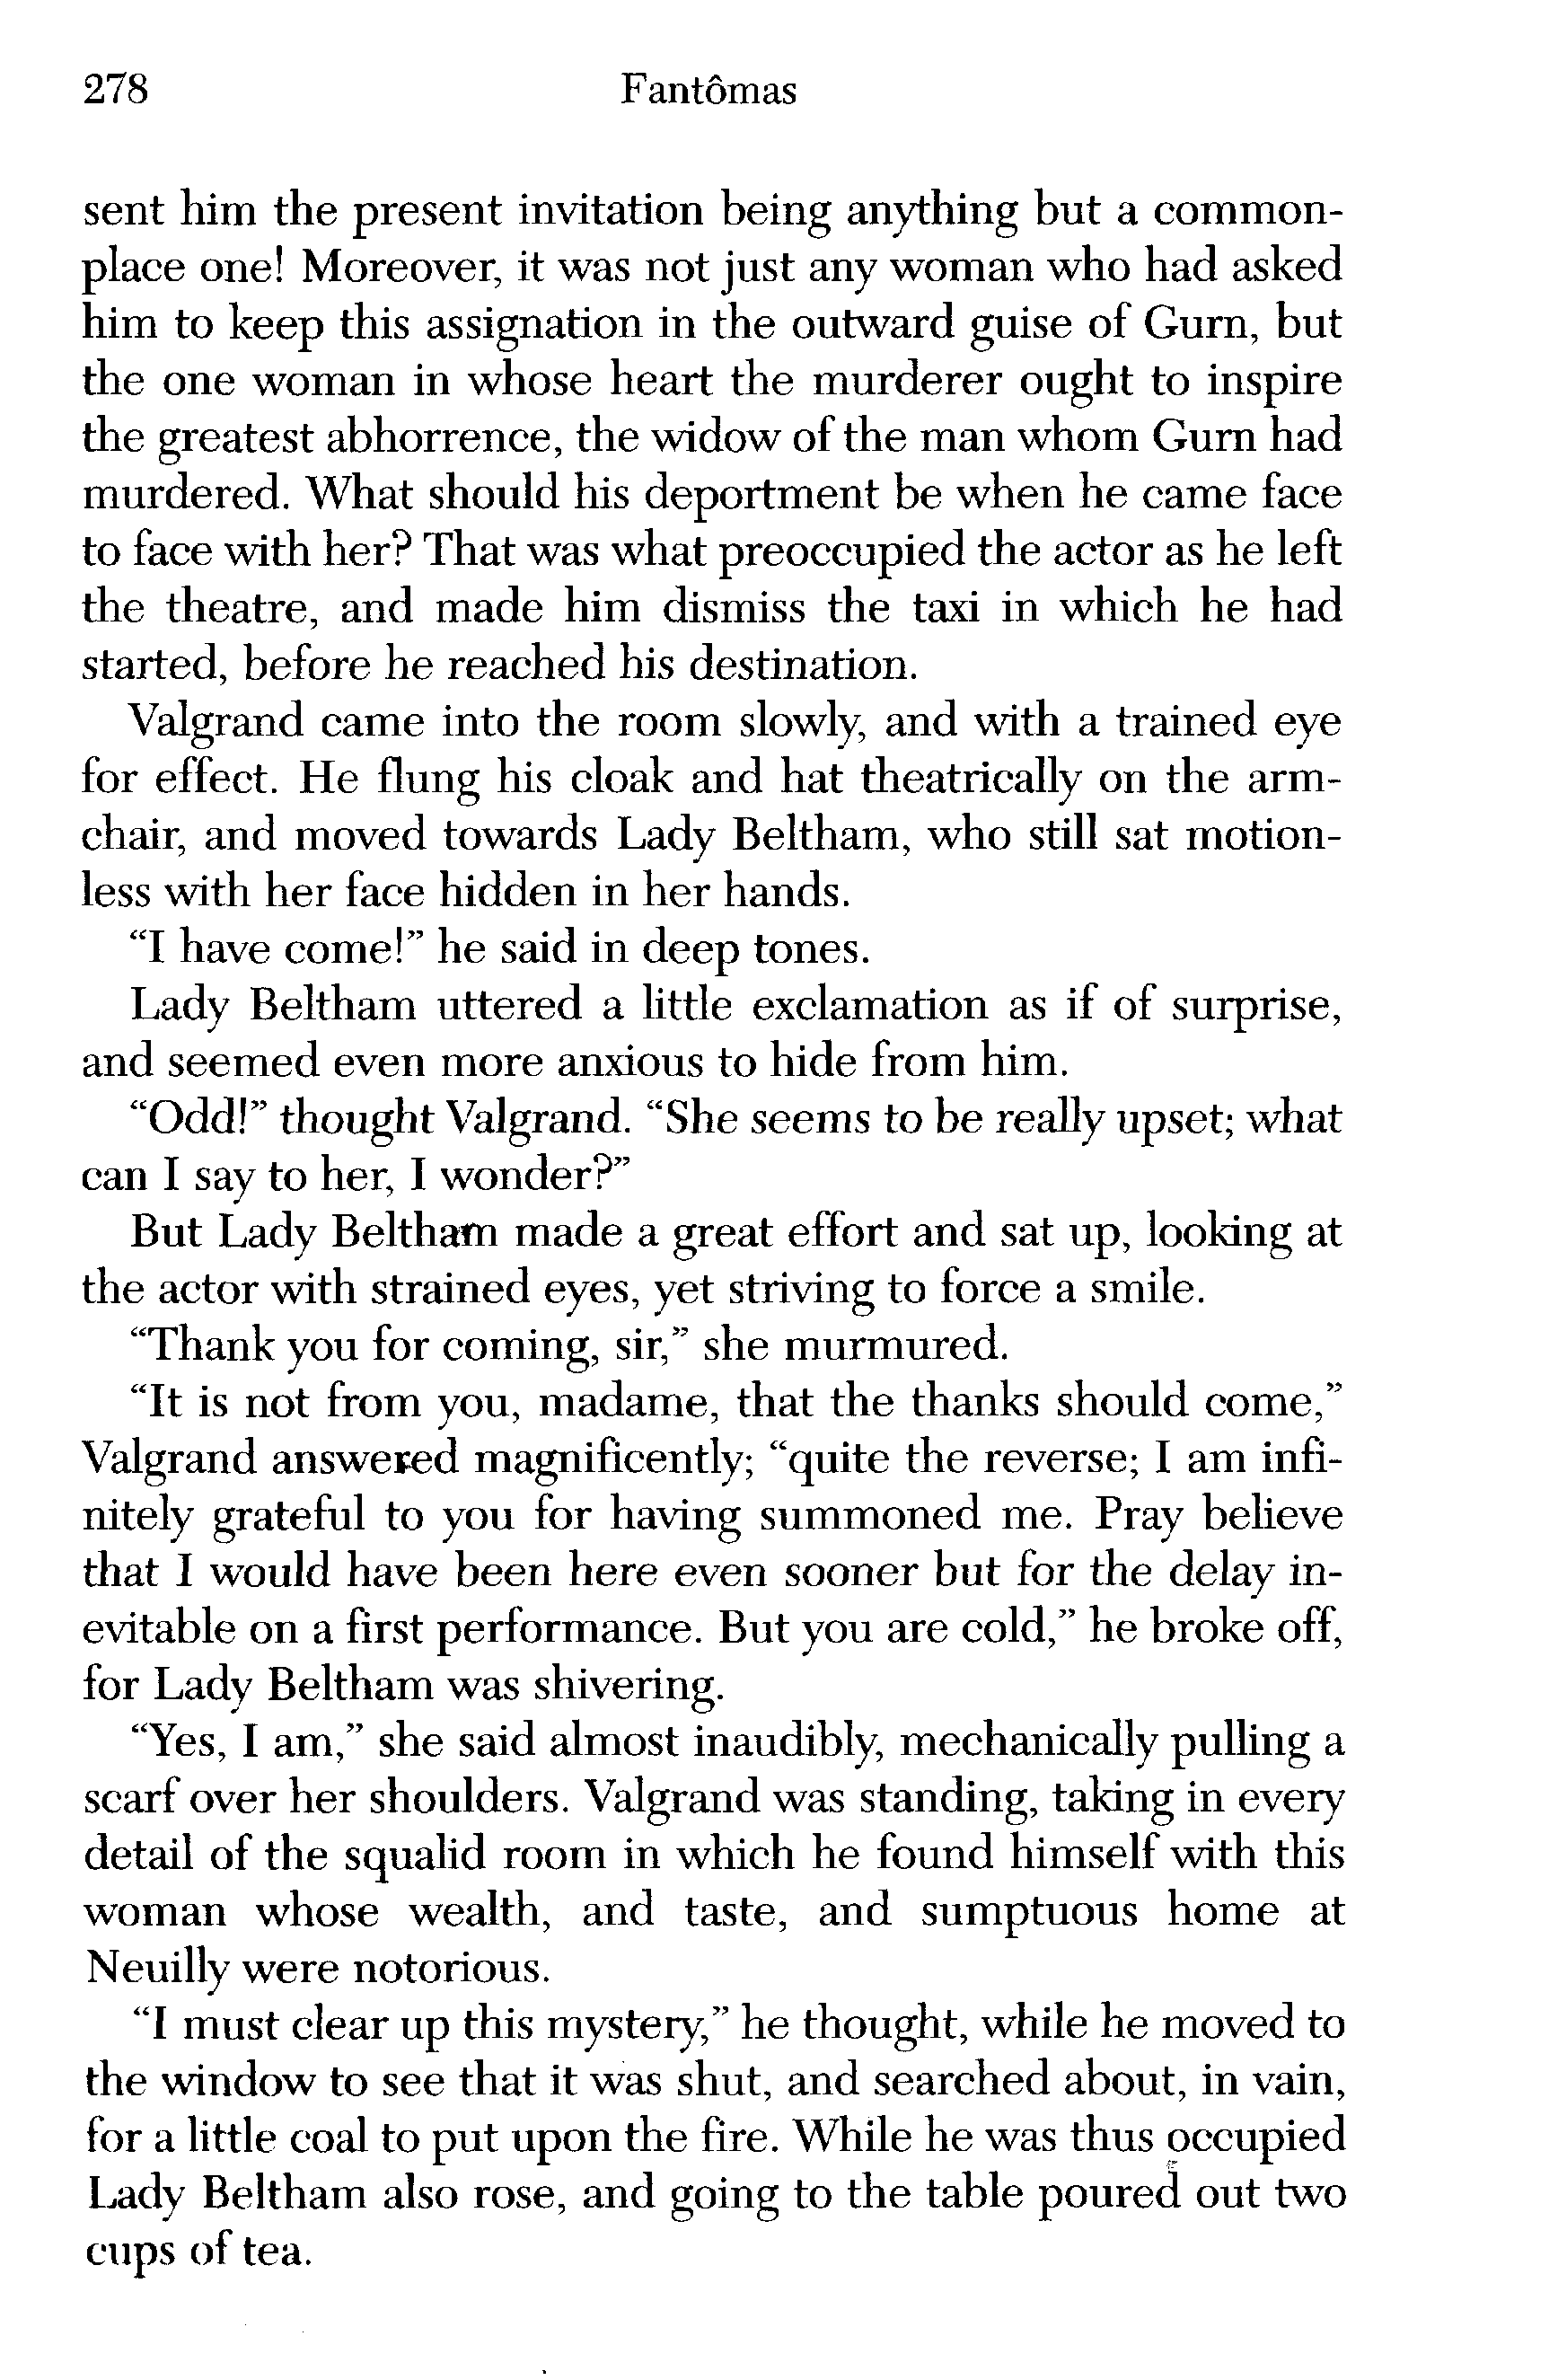 278 Fantômas
sent him the present invitation being anything but a common-
place one! Moreover, it was not just any woman who had asked
him to keep this assignation in the outward guise of Gurn, but
the one woman in whose heart the murderer ought to inspire
the greatest abhorrence, the widow of the man whom Gurn had
murdered. What should his deportment be when he came face
to face with her? That was what preoccupied the actor as he left
the theatre, and made him dismiss the taxi in which he had
started, before he reached his destination.
Valgrand came into the room slowly, and with a trained eye
for effect. He flung his cloak and hat theatrically on the arm-
chair, and moved towards Lady Beltham, who still sat motion-
less with her face hidden in her hands.
“I have come!” he said in deep tones.
Lady Beltham uttered a little exclamation as if of surprise,
and seemed even more anxious to hide from him.
“Odd!” thought Valgrand. “She seems to be really upset; what
can I say to her, I wonder?”
But Lady Beltham made a great effort and sat up, looking at
the actor with strained eyes, yet striving to force a smile.
“Thank you for coming, sir,” she murmured.
“It is not from you, madame, that the thanks should come,”
Valgrand answered magnificently; “quite the reverse; I am infi-
nitely grateful to you for having summoned me. Pray believe
that I would have been here even sooner but for the delay in-
evitable on a first performance. But you are cold,” he broke off,
for Lady Beltham was shivering.
“Yes, I am,” she said almost inaudibly, mechanically pulling a
scarf over her shoulders. Valgrand was standing, taking in every
detail of the squalid room in which he found himself with this
woman whose wealth, and taste, and sumptuous home at
Neuilly were notorious.
“I must clear up this mystery,” he thought, while he moved to
the window to see that it was shut, and searched about, in vain,
for a little coal to put upon the fire. While he was thus occupied
Lady Beltham also rose, and going to the table poured out two
cups of tea.